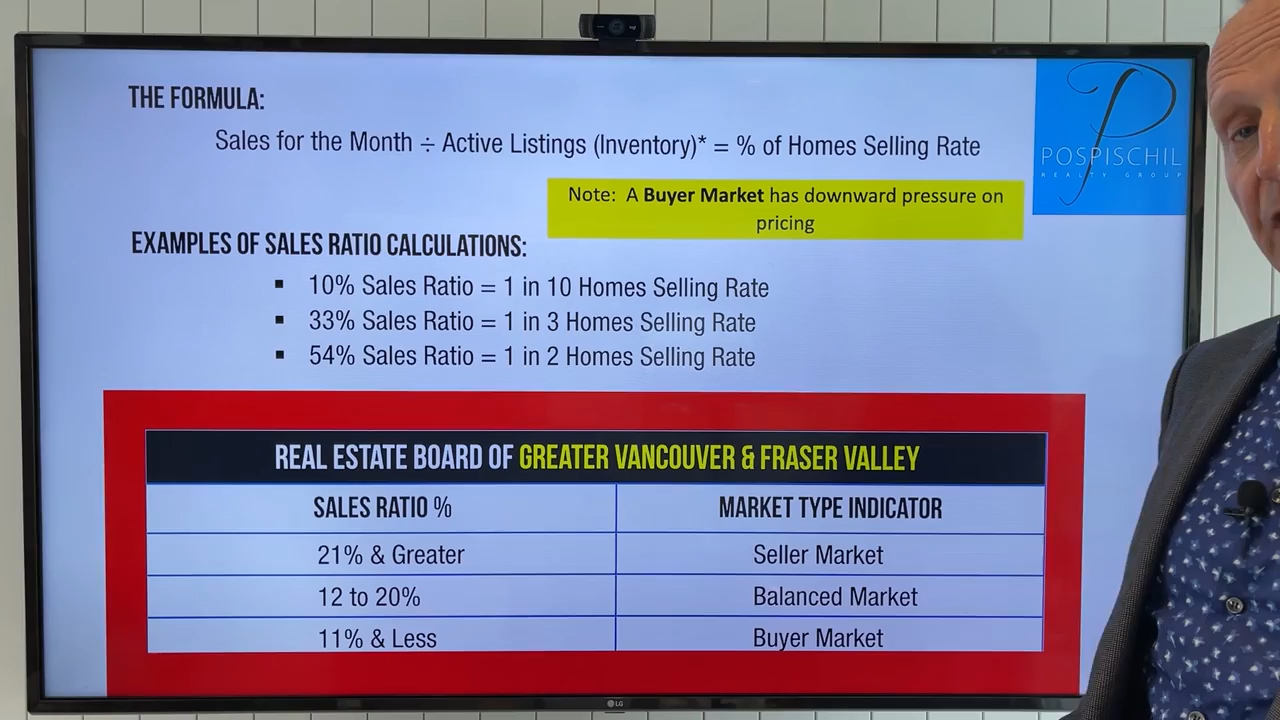 THE FORMULA:
Sales for the Month ÷ Active Listings (Inventory)* = % of Homes Selling Rate
POSPISCHIL
REALTY GROUP
Note: A Buyer Market has downward pressure on
pricing
EXAMPLES OF SALES RATIO CALCULATIONS:
▪ 10% Sales Ratio = 1 in 10 Homes Selling Rate
▪ 33% Sales Ratio = 1 in 3 Homes Selling Rate
▪ 54% Sales Ratio = 1 in 2 Homes Selling Rate
REAL ESTATE BOARD OF GREATER VANCOUVER & FRASER VALLEY
SALES RATIO % MARKET TYPE INDICATOR
21% & Greater Seller Market
12 to 20% Balanced Market
11% & Less Buyer Market
LG